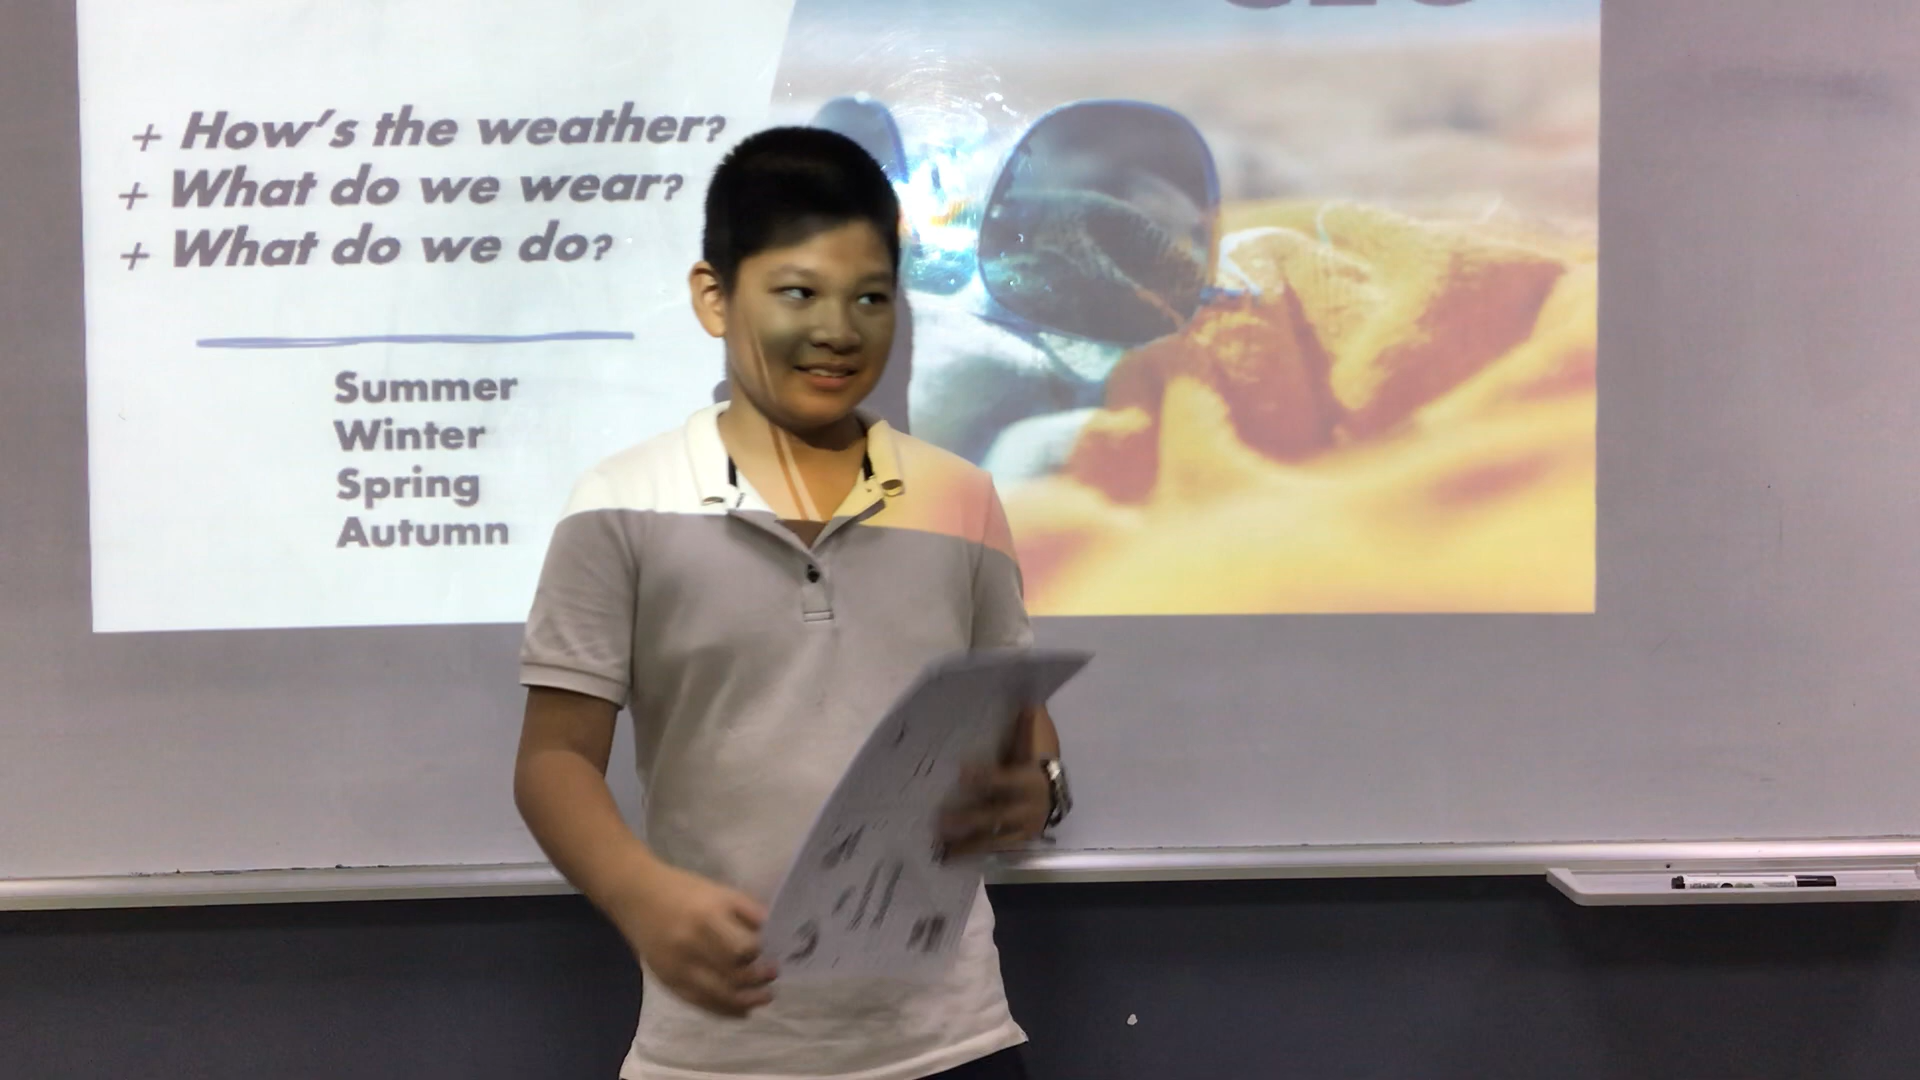 + How's the weather?
+ What do we wear?
+ What do we do?
Summer
Winter
Spring
Autumn